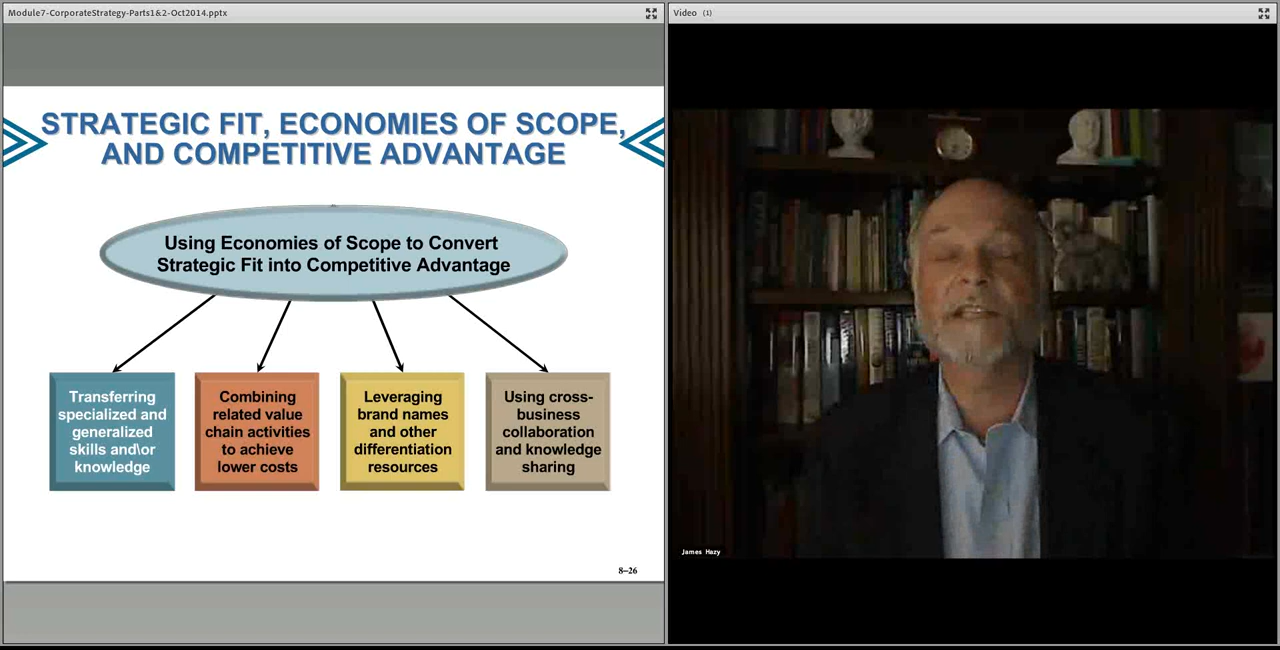 Module7-CorporateStrategy-Parts1&2-Oct2014.pptx
Video (1)
STRATEGIC FIT, ECONOMIES OF SCOPE,
AND COMPETITIVE ADVANTAGE
Using Economies of Scope to Convert
Strategic Fit into Competitive Advantage
Transferring
specialized and
generalized
skills and\or
knowledge
Combining
related value
chain activities
to achieve
lower costs
Leveraging
brand names
and other
differentiation
resources
Using cross-
business
collaboration
and knowledge
sharing
8–26
James Hazy